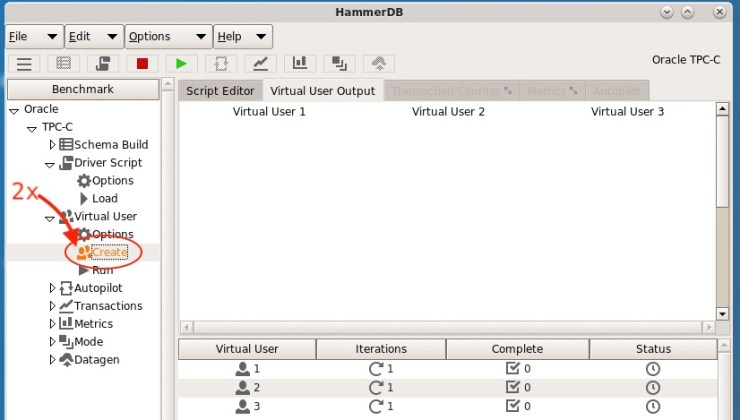 HammerDB
File Edit Options Help
Oracle TPC-C
Benchmark
Script Editor Virtual User Output Transaction Counter Metrics Autopilot
Oracle
Virtual User 1 Virtual User 2 Virtual User 3
TPC-C
Schema Build
Driver Script
Options
2x
Load
Virtual User
Options
Create
Run
Autopilot
Transactions
Metrics
Mode
Datagen
Virtual User Iterations Complete Status
1 1 0
2 1 0
3 1 0